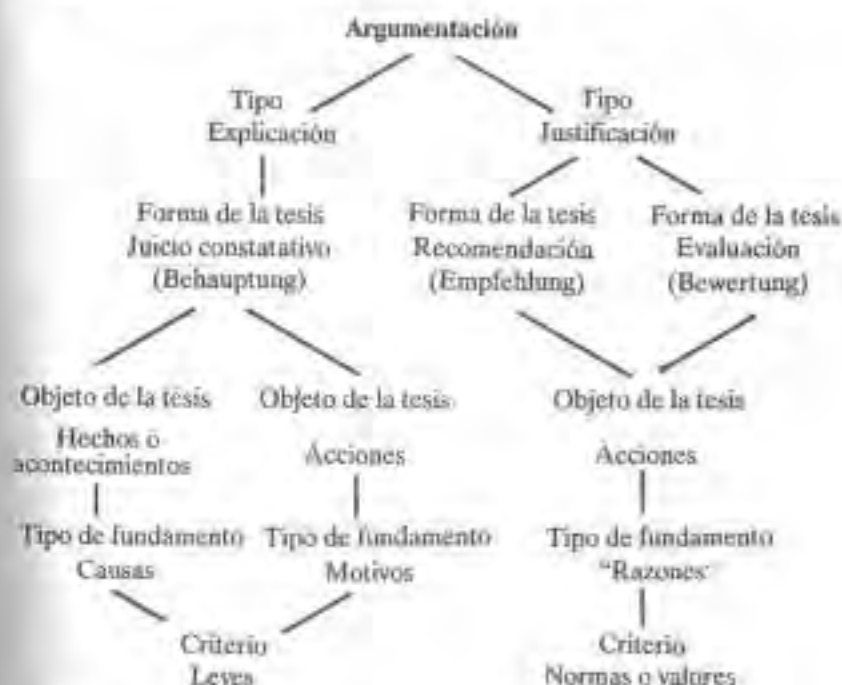 Argumentación
Tipo
Explicación
Tipo
Justificación
Forma de la tesis
Juicio constatativo
(Behauptung)
Forma de la tesis
Recomendación
(Empfehlung)
Forma de la tesis
Evaluación
(Bewertung)
Objeto de la tesis
Hechos o
acontecimientos
Objeto de la tesis
Acciones
Objeto de la tesis
Acciones
Tipo de fundamento
Causas
Tipo de fundamento
Motivos
Tipo de fundamento
"Razones"
Criterio
Leyes
Criterio
Normas o valores